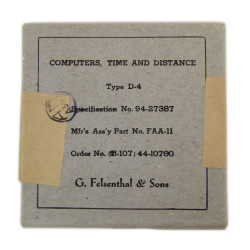 COMPUTERS, TIME AND DISTANCE
Type D-4
Specification No. 94-27387
Mfr's Ass'y Part No. FAA-11
Order No. (11-107) 44-10780
G. Felsenthal & Sons